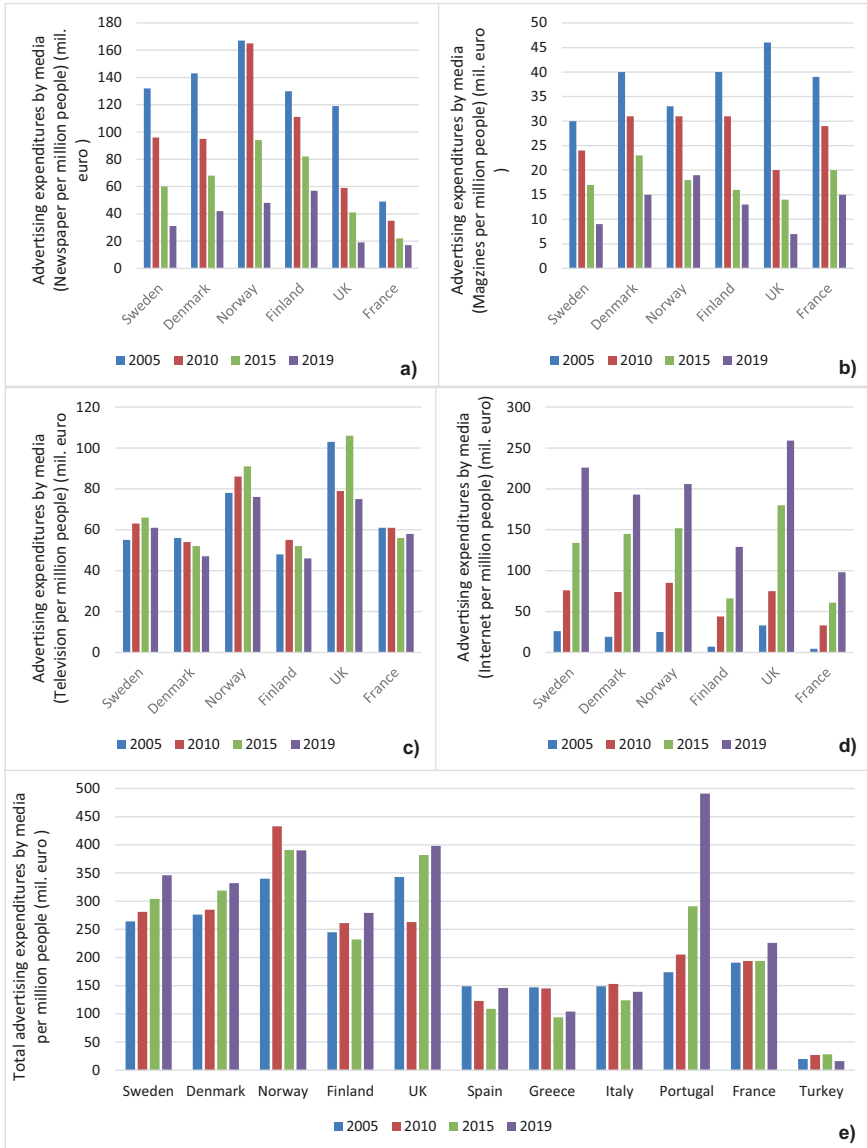 Advertising expenditures by media
(Newspaper per million people) (mil.
euro )
180
160
140
120
100
80
60
40
20
0
Sweden
Denmark
Norway
Finland
UK
France
2005 2010 2015 2019
a)
Advertising expenditures by media
(Magzines per million people) (mil. euro
)
50
45
40
35
30
25
20
15
10
5
0
Sweden
Denmark
Norway
Finland
UK
France
2005 2010 2015 2019
b)
Advertising expenditures by media
(Television per million people) (mil. euro
120
100
80
60
40
20
0
Sweden
Denmark
Norway
Finland
UK
France
2005 2010 2015 2019
c)
Advertising expenditures by media
(Internet per million people) (mil. euro)
300
250
200
150
100
50
0
Sweden
Denmark
Norway
Finland
UK
France
2005 2010 2015 2019
d)
Total advertising expenditures by media
per million people (mil. euro )
500
450
400
350
300
250
200
150
100
50
0
Sweden Denmark Norway Finland UK Spain Greece Italy Portugal France Turkey
2005 2010 2015 2019
e)